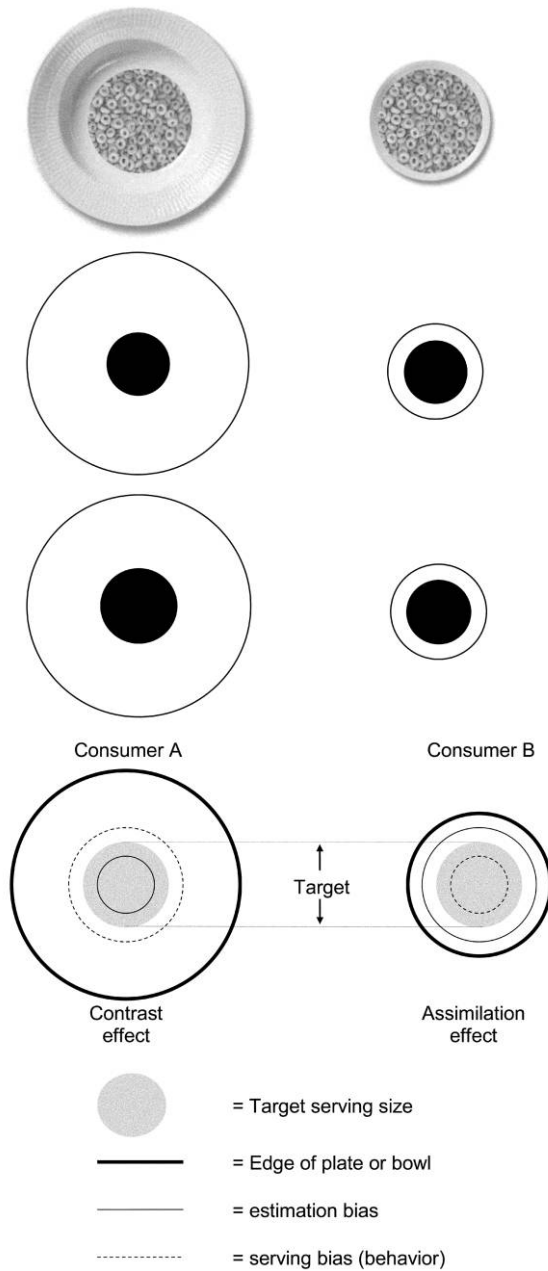 Consumer A
Consumer B
Target
Contrast
effect
Assimilation
effect
= Target serving size
= Edge of plate or bowl
= estimation bias
= serving bias (behavior)